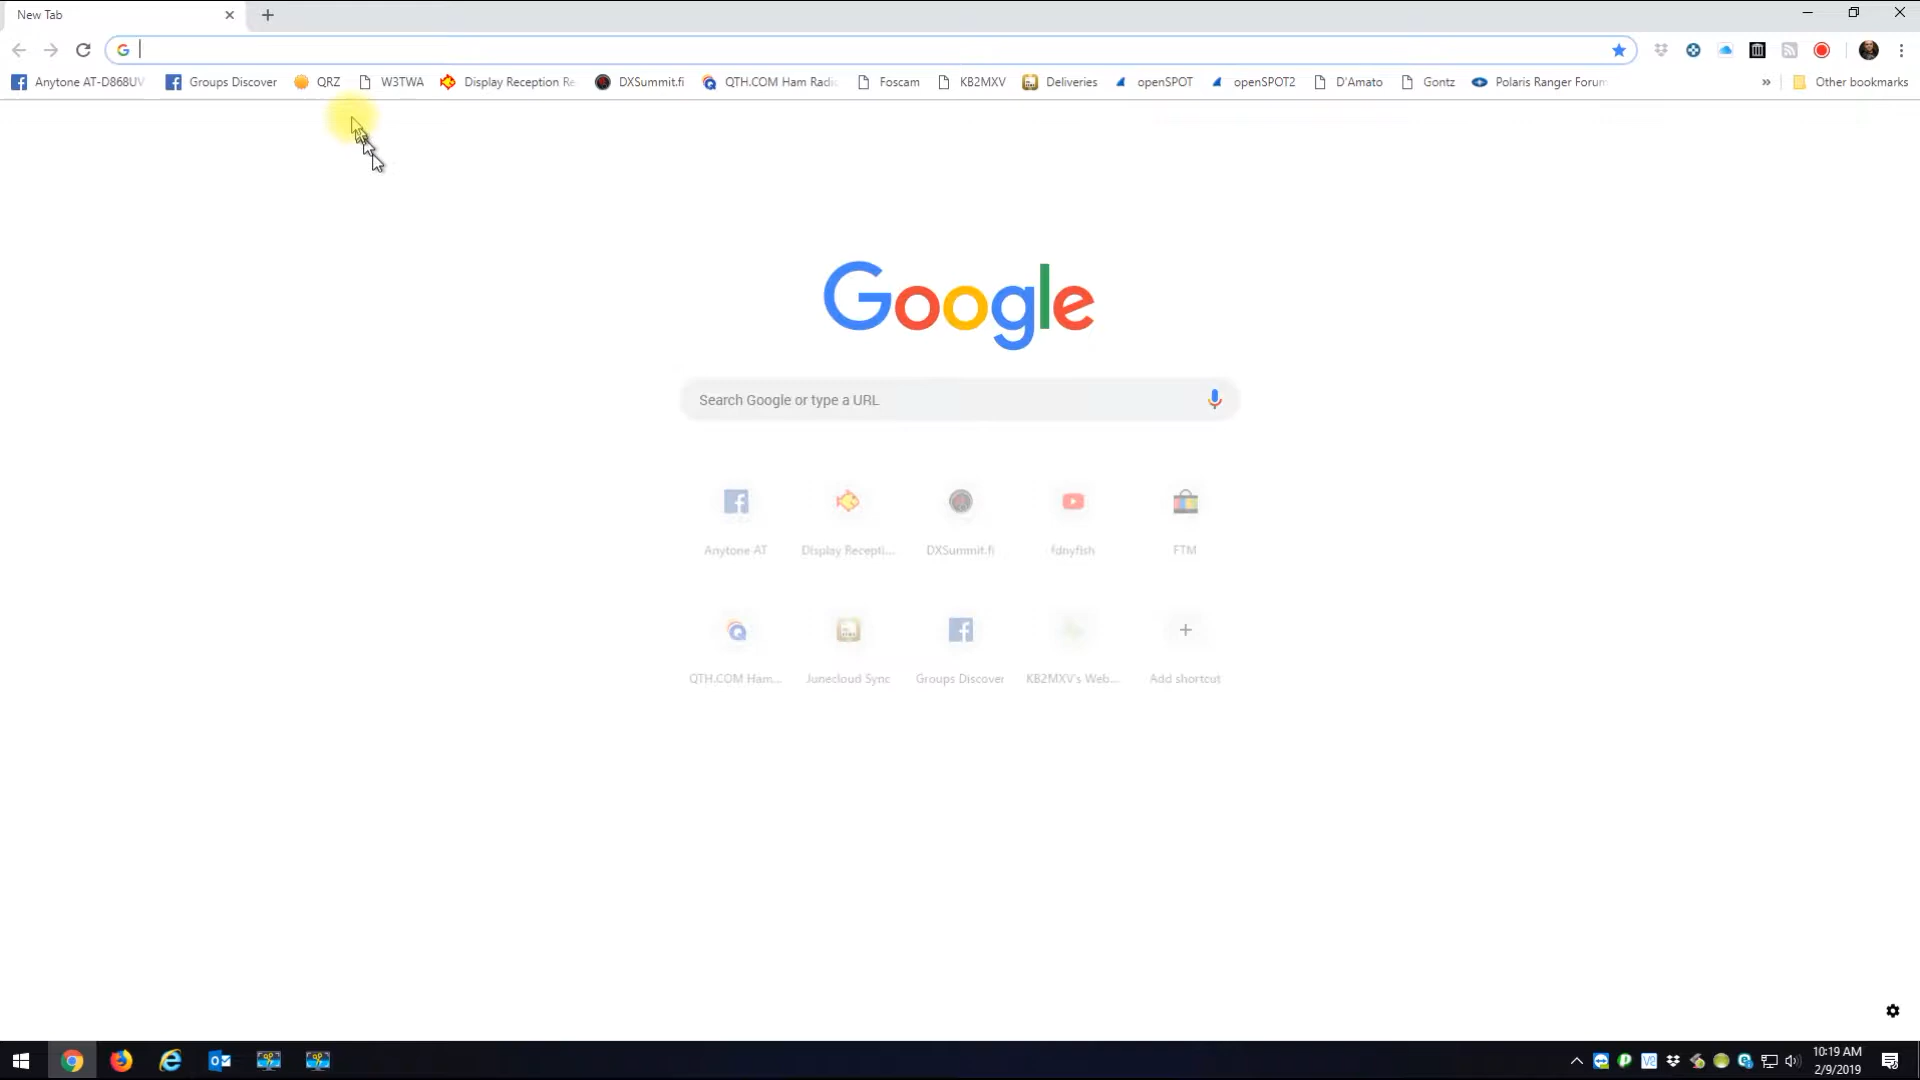 New Tab
Anytone AT-D868UV Groups Discover QRZ W3TWA Display Reception Re DXSummit.fi QTH.COM Ham Radio Foscam KB2MXV Deliveries openSPOT openSPOT2 D'Amato Gontz Polaris Ranger Forum » Other bookmarks
Google
Search Google or type a URL
Anytone AT Display Recepti... DXSummit.fi fdnyfish FTM
QTH.COM Ham... Junecloud Sync Groups Discover KB2MXV's Web... Add shortcut
10:19 AM
2/9/2019